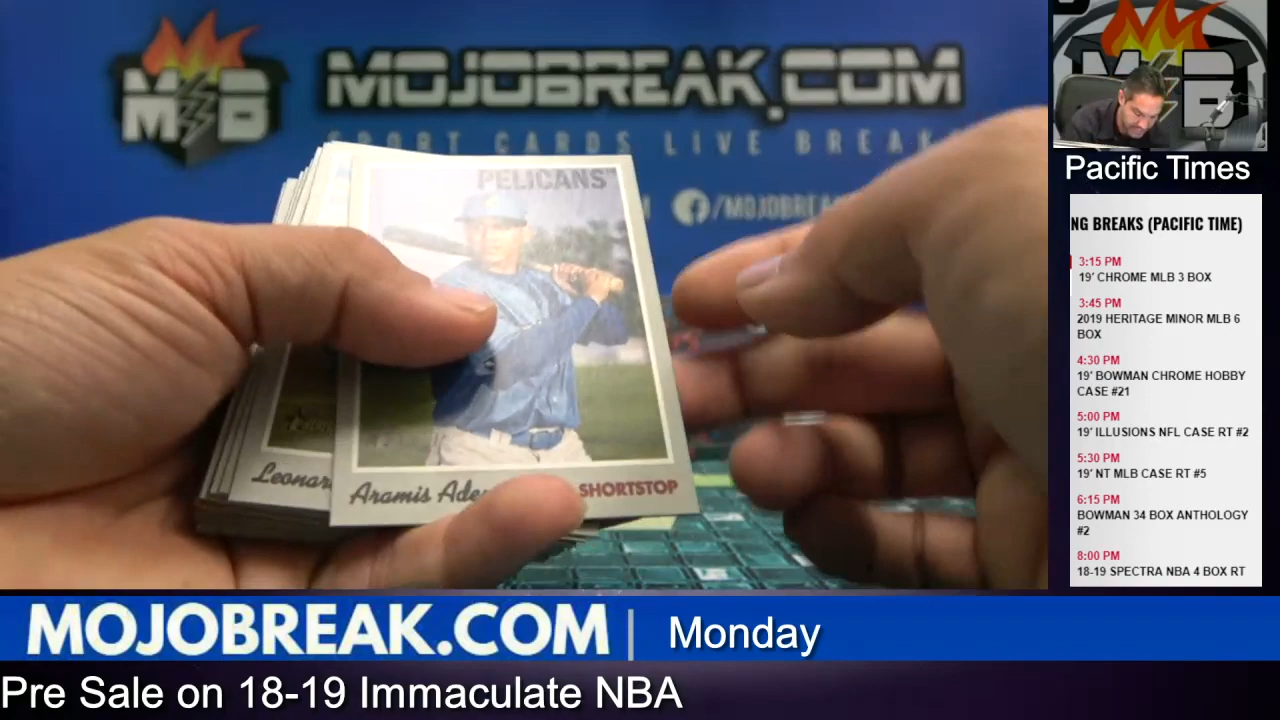 MOJOBREAK.COM
MB
SPORT CARDS LIVE BREAK
/MOJOBREA
PELICANS™
Leonar
Aramis Ade
SHORTSTOP
Pacific Times
NG BREAKS (PACIFIC TIME)
3:15 PM
19' CHROME MLB 3 BOX
3:45 PM
2019 HERITAGE MINOR MLB 6
BOX
4:30 PM
19' BOWMAN CHROME HOBBY
CASE #21
5:00 PM
19' ILLUSIONS NFL CASE RT #2
5:30 PM
19' NT MLB CASE RT #5
6:15 PM
BOWMAN 34 BOX ANTHOLOGY
#2
8:00 PM
18-19 SPECTRA NBA 4 BOX RT
MOJOBREAK.COM | Monday
Pre Sale on 18-19 Immaculate NBA